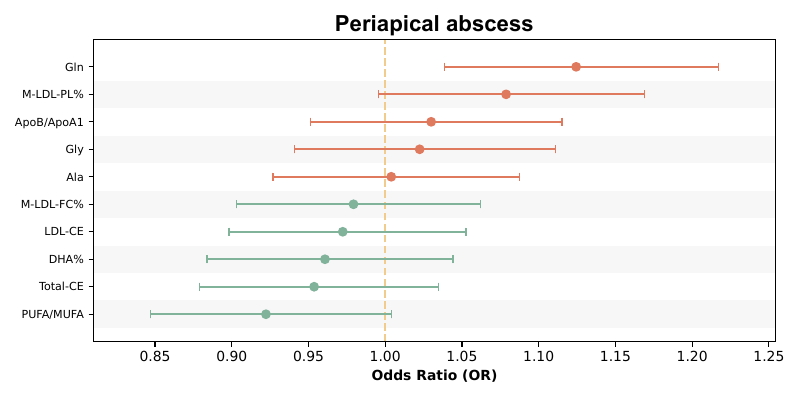 Periapical abscess
Gln
M-LDL-PL%
ApoB/ApoA1
Gly
Ala
M-LDL-FC%
LDL-CE
DHA%
Total-CE
PUFA/MUFA
0.85 0.90 0.95 1.00 1.05 1.10 1.15 1.20 1.25
Odds Ratio (OR)